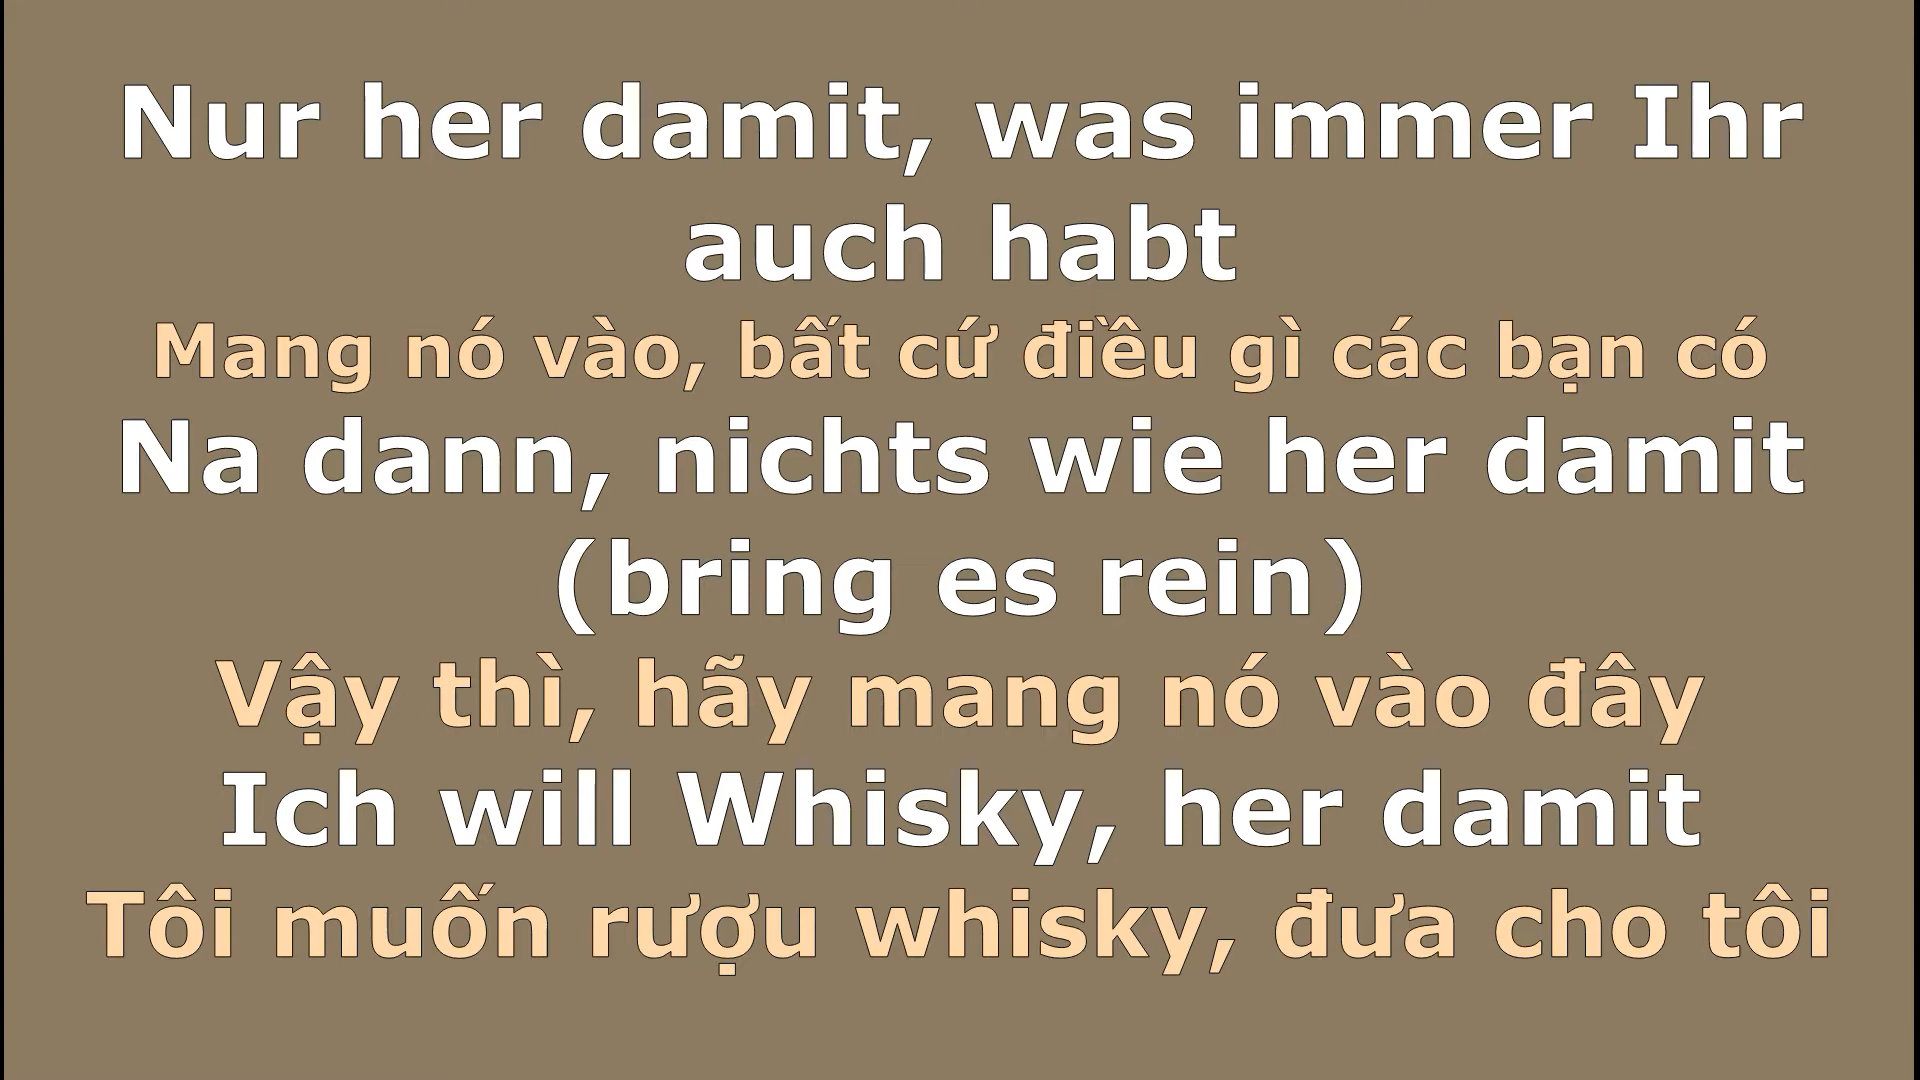 Nur her damit, was immer Ihr
auch habt
Mang nó vào, bất cứ điều gì các bạn có
Na dann, nichts wie her damit
(bring es rein)
Vậy thì, hãy mang nó vào đây
Ich will Whisky, her damit
Tôi muốn rượu whisky, đưa cho tôi